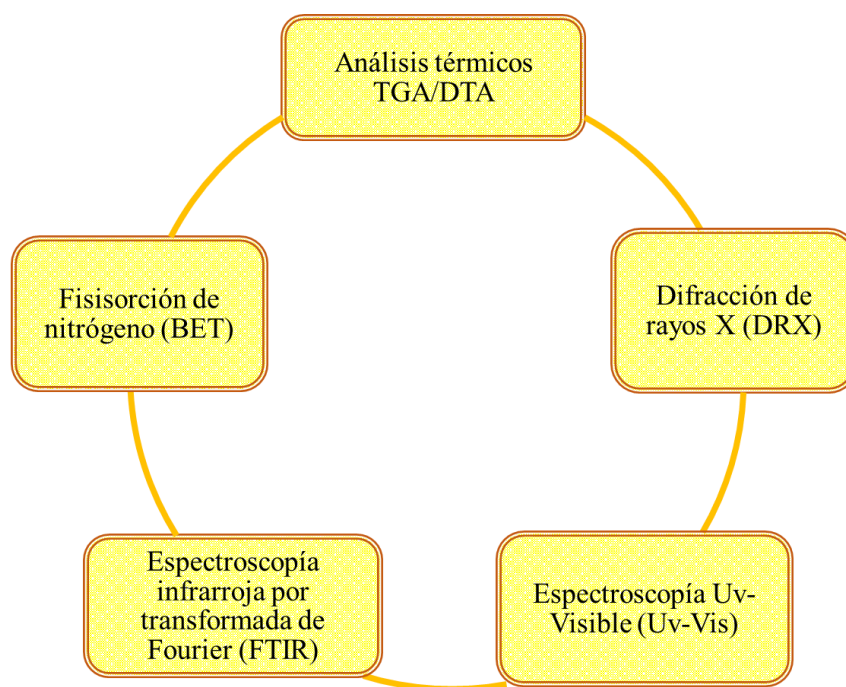 Análisis térmicos
TGA/DTA
Difracción de
rayos X (DRX)
Espectroscopía Uv-
Visible (Uv-Vis)
Espectroscopía
infrarroja por
transformada de
Fourier (FTIR)
Fisisorción de
nitrógeno (BET)